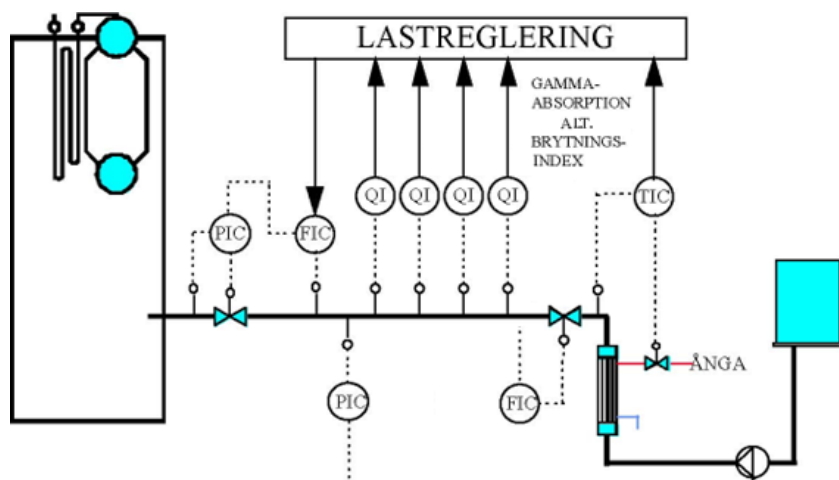 LASTREGLERING
GAMMA-
ABSORPTION
ALT.
BRYTNINGS-
INDEX
QI QI QI QI TIC
PIC FIC
ÅNGA
PIC FIC